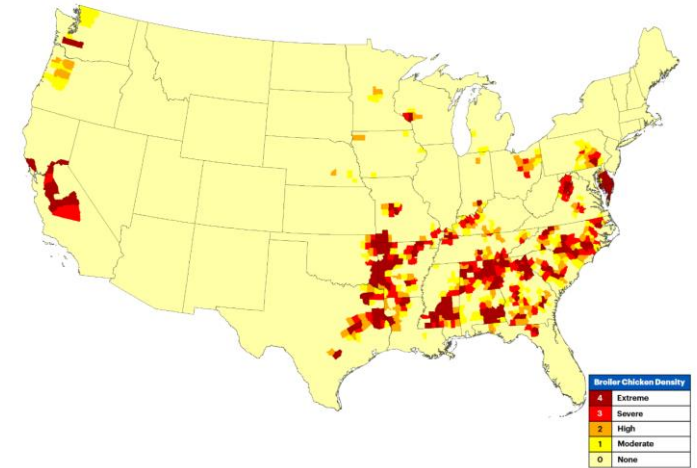 Broiler Chicken Density
4 Extreme
3 Severe
2 High
1 Moderate
0 None